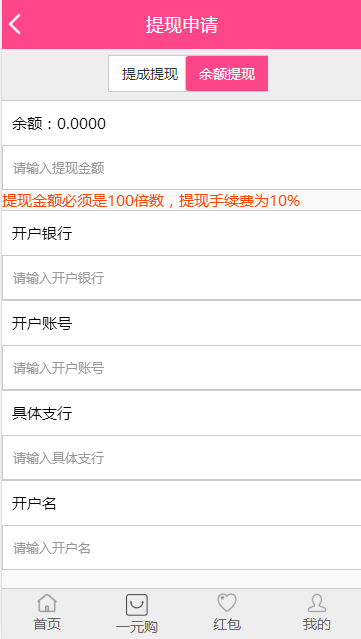 提现申请
提成提现 余额提现
余额：0.0000
请输入提现金额
提现金额必须是100倍数，提现手续费为10%
开户银行
请输入开户银行
开户账号
请输入开户账号
具体支行
请输入具体支行
开户名
请输入开户名
首页 一元购 红包 我的